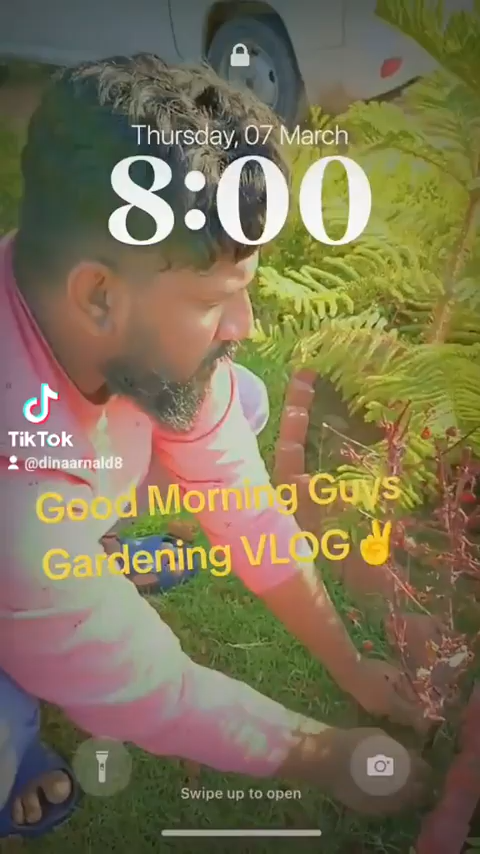 Thursday, 07 March
8:00
TikTok
@dinaarnald8
Good Morning Guys
Gardening VLOG✌️
Swipe up to open